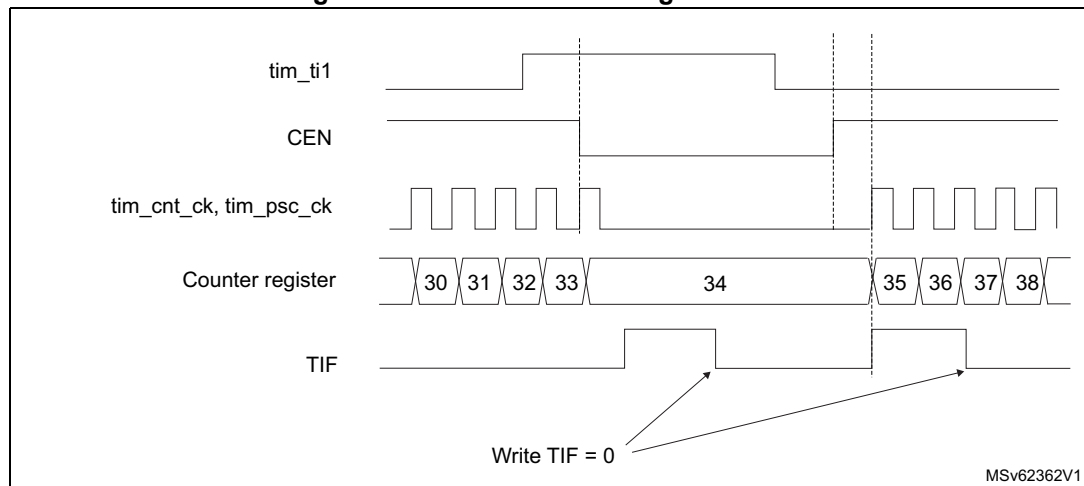 tim_ti1
CEN
tim_cnt_ck, tim_psc_ck
Counter register 30 31 32 33 34 35 36 37 38
TIF
Write TIF = 0
MSv62362V1